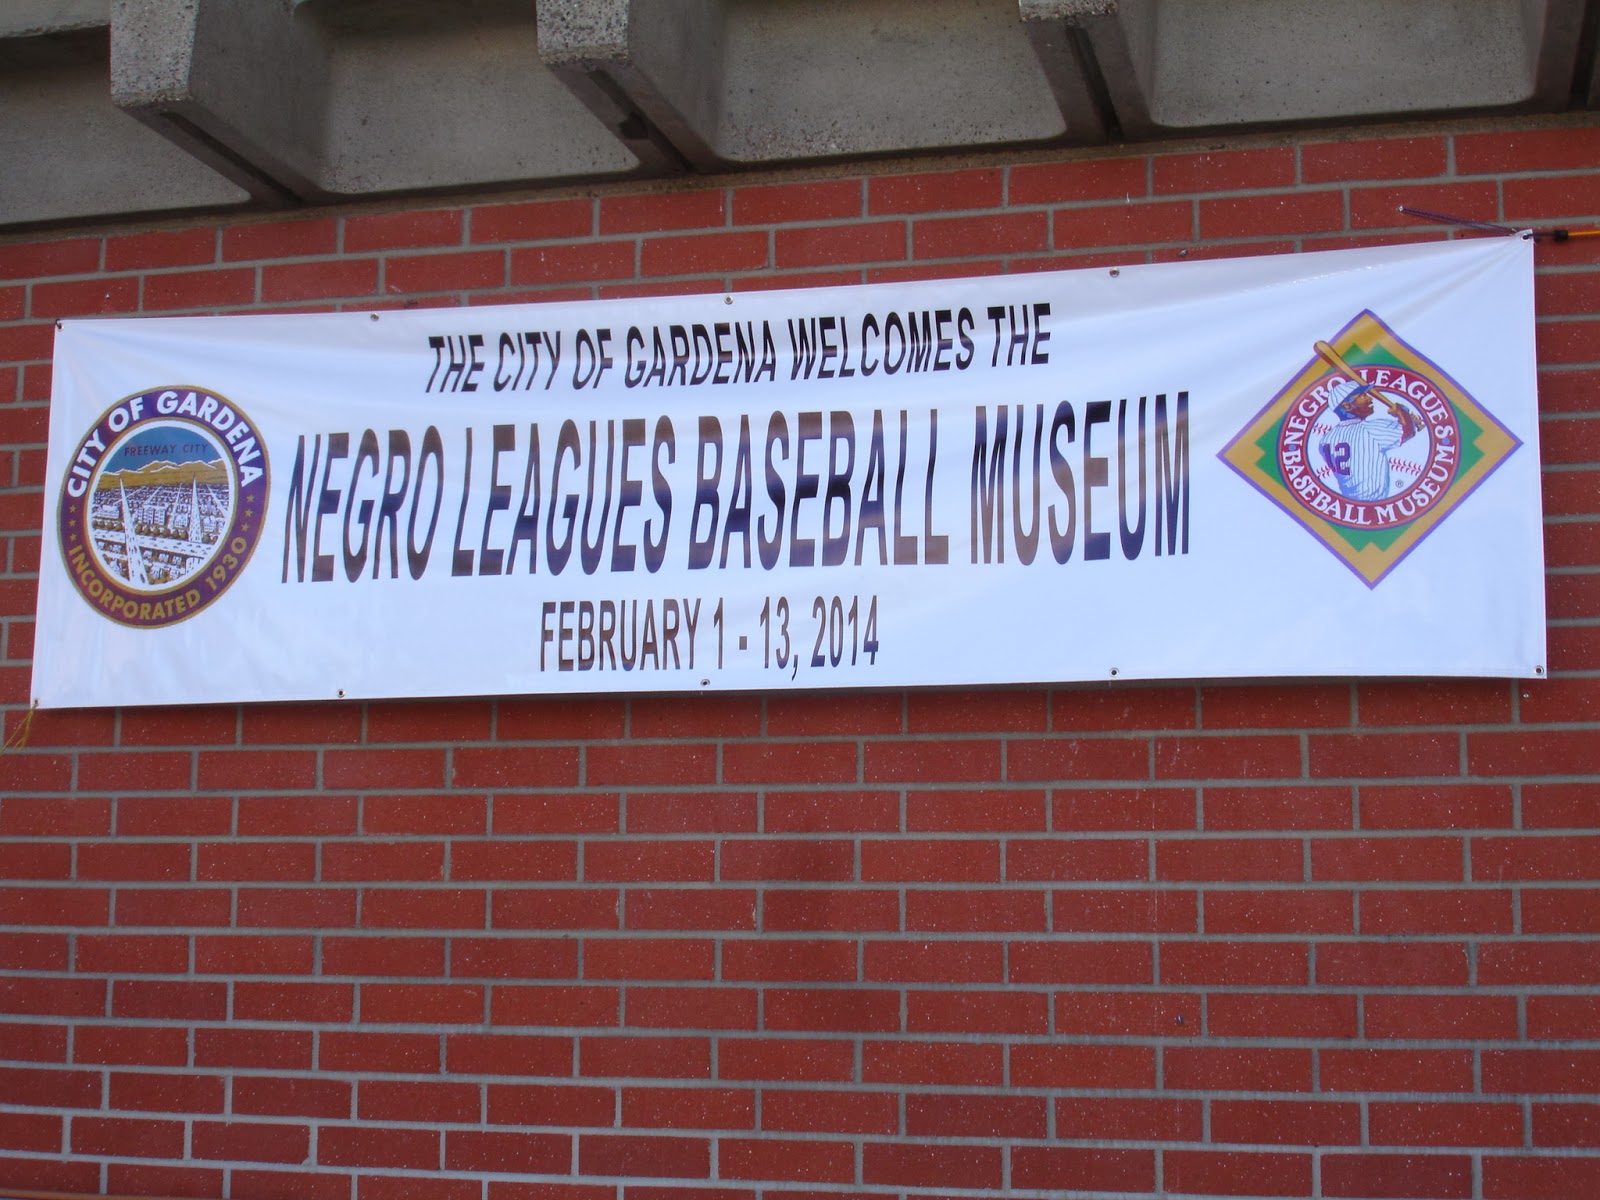 THE CITY OF GARDENA WELCOMES THE
NEGRO LEAGUES BASEBALL MUSEUM
FEBRUARY 1 - 13, 2014
CITY OF GARDENA
FREEWAY CITY
INCORPORATED 1930
NEGRO LEAGUES
BASEBALL MUSEUM
12
®